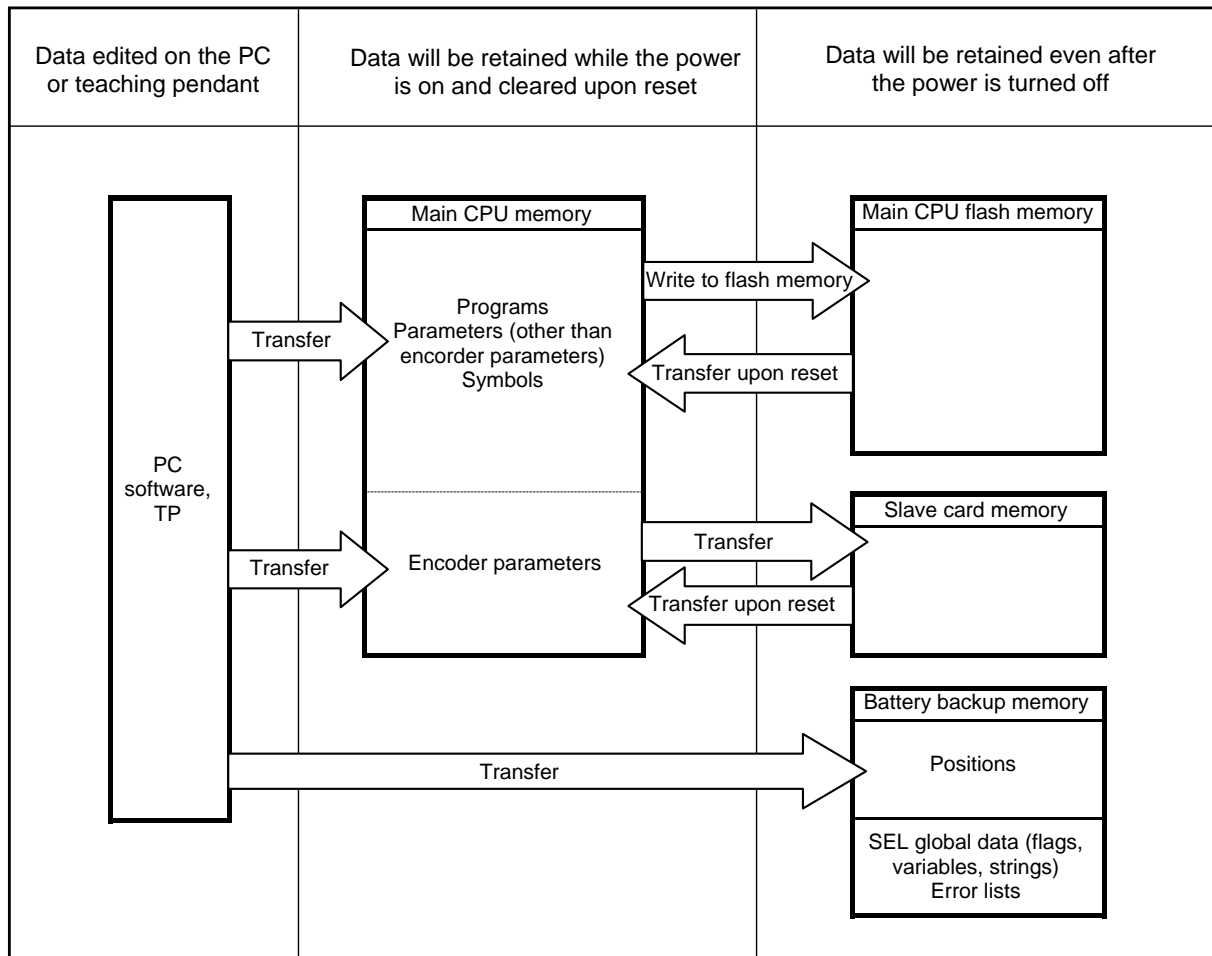 Data edited on the PC
or teaching pendant
Data will be retained while the power
is on and cleared upon reset
Data will be retained even after
the power is turned off
PC
software,
TP
Transfer
Transfer
Transfer
Main CPU memory
Programs
Parameters (other than
encorder parameters)
Symbols
Encoder parameters
Write to flash memory
Transfer upon reset
Transfer
Transfer upon reset
Main CPU flash memory
Slave card memory
Battery backup memory
Positions
SEL global data (flags,
variables, strings)
Error lists